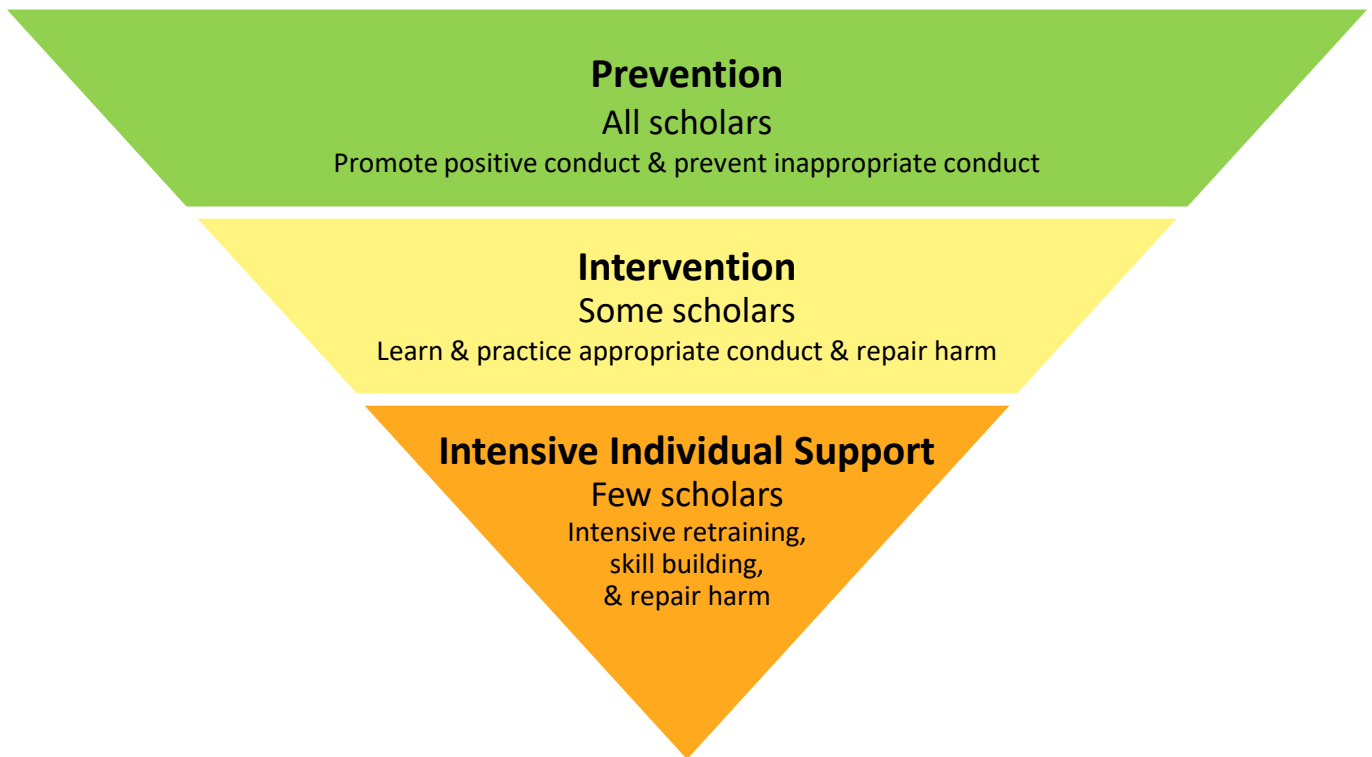 Prevention
All scholars
Promote positive conduct & prevent inappropriate conduct
Intervention
Some scholars
Learn & practice appropriate conduct & repair harm
Intensive Individual Support
Few scholars
Intensive retraining,
skill building,
& repair harm